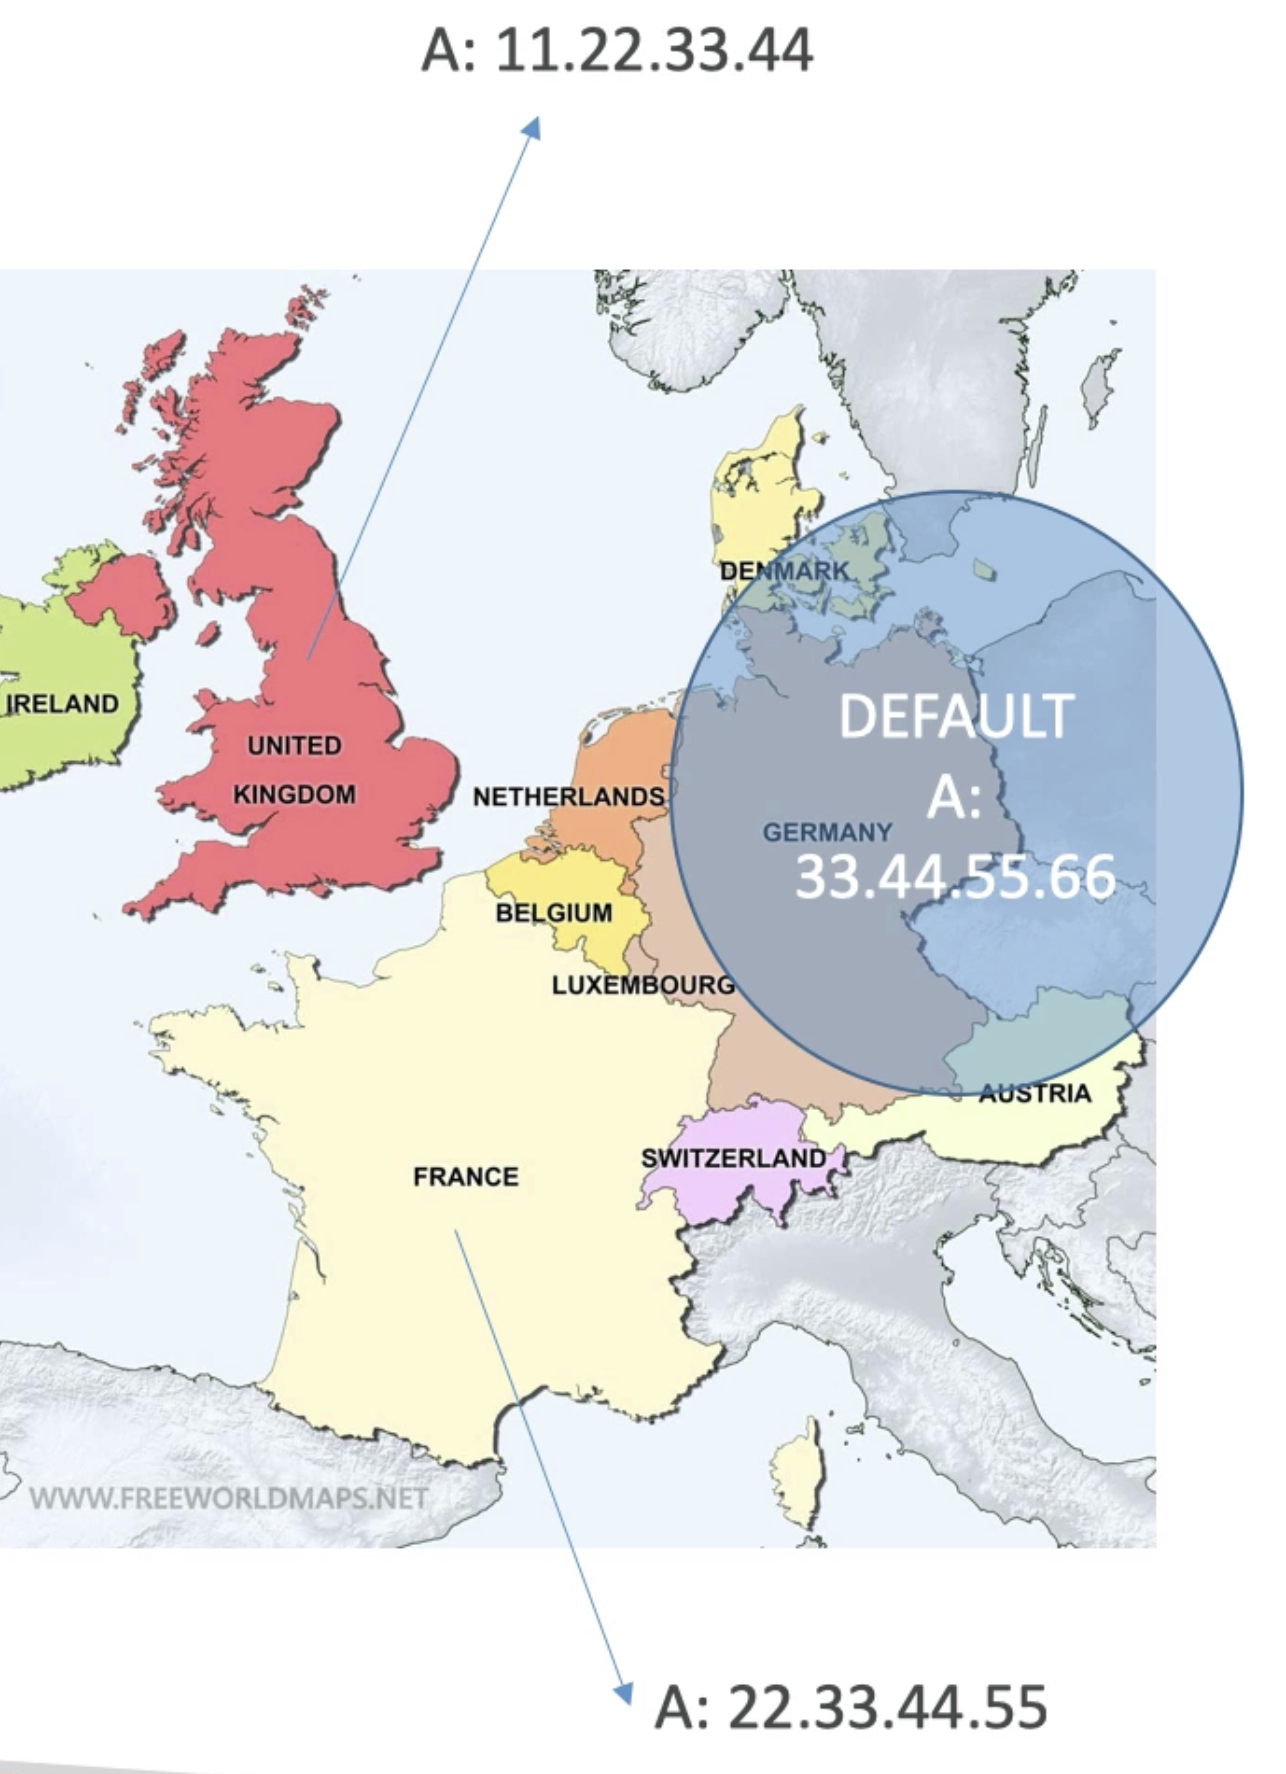 A: 11.22.33.44
DENMARK
IRELAND
UNITED
KINGDOM
NETHERLANDS
DEFAULT
A:
GERMANY
33.44.55.66
BELGIUM
LUXEMBOURG
AUSTRIA
SWITZERLAND
FRANCE
WWW.FREEWORLDMAPS.NET
A: 22.33.44.55